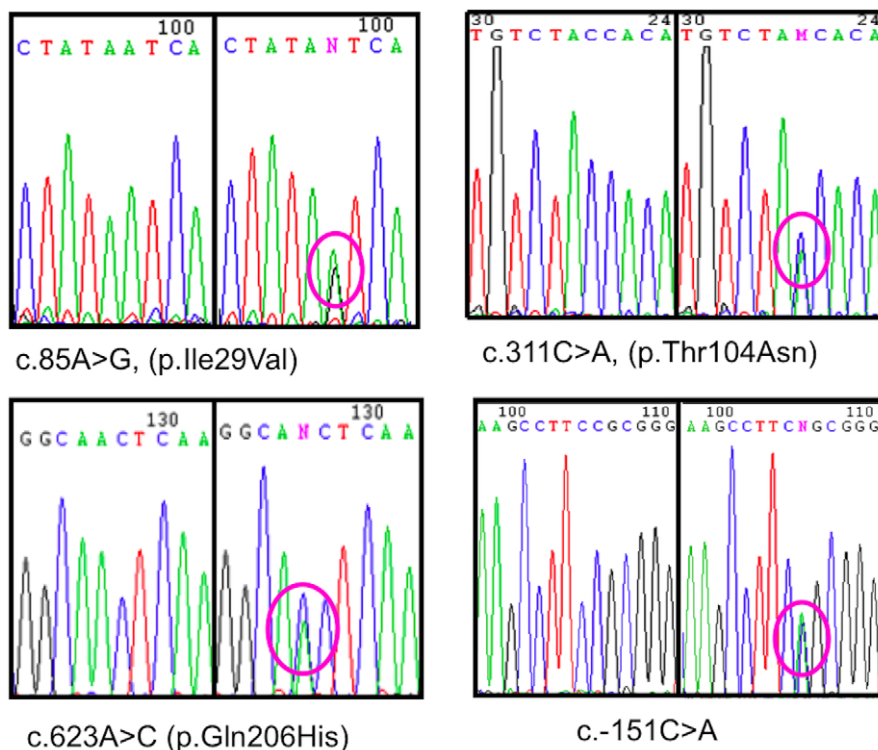 100 100
CTATAATCA CTATANTCA
30 24 30 24
TGTCTACCACA TGTCTAMCACA
c.85A>G, (p.Ile29Val)
c.311C>A, (p.Thr104Asn)
130 130
GGCAACTCAA GGCANCTCAA
100 110 100 110
AAGCCTTCCGCGGG AAGCCTTCNGCGGG
c.623A>C (p.Gln206His)
c.-151C>A